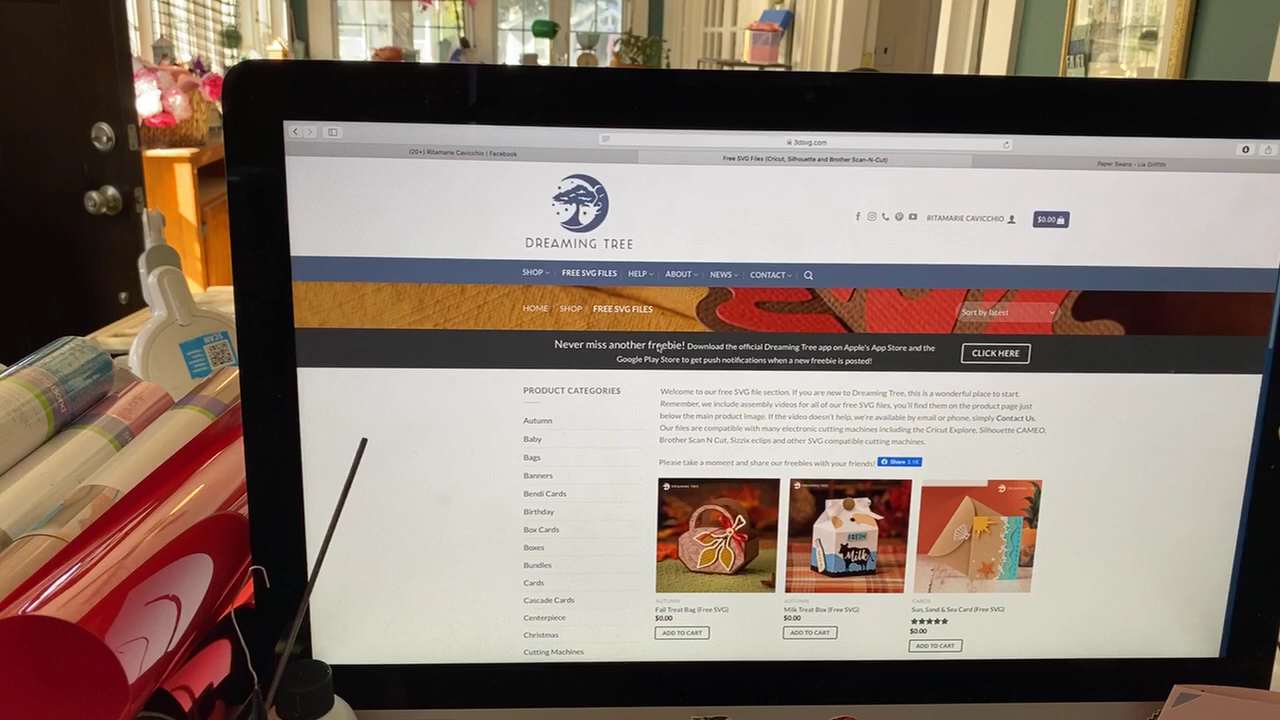 3dsvg.com
(20+) Ritamarie Cavicchio | Facebook
Free SVG Files (Cricut, Silhouette and Brother Scan-N-Cut)
Paper Swans - Lia Griffith
DREAMING TREE
RITAMARIE CAVICCHIO
$0.00
SHOP
FREE SVG FILES
HELP
ABOUT
NEWS
CONTACT
HOME SHOP FREE SVG FILES
Sort by latest
Never miss another freebie! Download the official Dreaming Tree app on Apple's App Store and the
Google Play Store to get push notifications when a new freebie is posted!
CLICK HERE
PRODUCT CATEGORIES
Autumn
Baby
Bags
Banners
Bendi Cards
Birthday
Box Cards
Boxes
Bundles
Cards
Cascade Cards
Centerpiece
Christmas
Cutting Machines
Welcome to our free SVG file section. If you are new to Dreaming Tree, this is a wonderful place to start.
Remember, we include assembly videos for all of our free SVG files, you'll find them on the product page just
below the main product image. If the video doesn't help, we're available by email or phone, simply Contact Us.
Our files are compatible with many electronic cutting machines including the Cricut Explore, Silhouette CAMEO,
Brother Scan N Cut, Sizzix eclips and other SVG compatible cutting machines.
Please take a moment and share our freebies with your friends!
Share 1.1K
DREAMING TREE
DREAMING TREE
DREAMING TREE
FRESH
Milk
AUTUMN
Fall Treat Bag (Free SVG)
$0.00
ADD TO CART
AUTUMN
Milk Treat Box (Free SVG)
$0.00
ADD TO CART
CARDS
Sun, Sand & Sea Card (Free SVG)
$0.00
ADD TO CART
SCAN